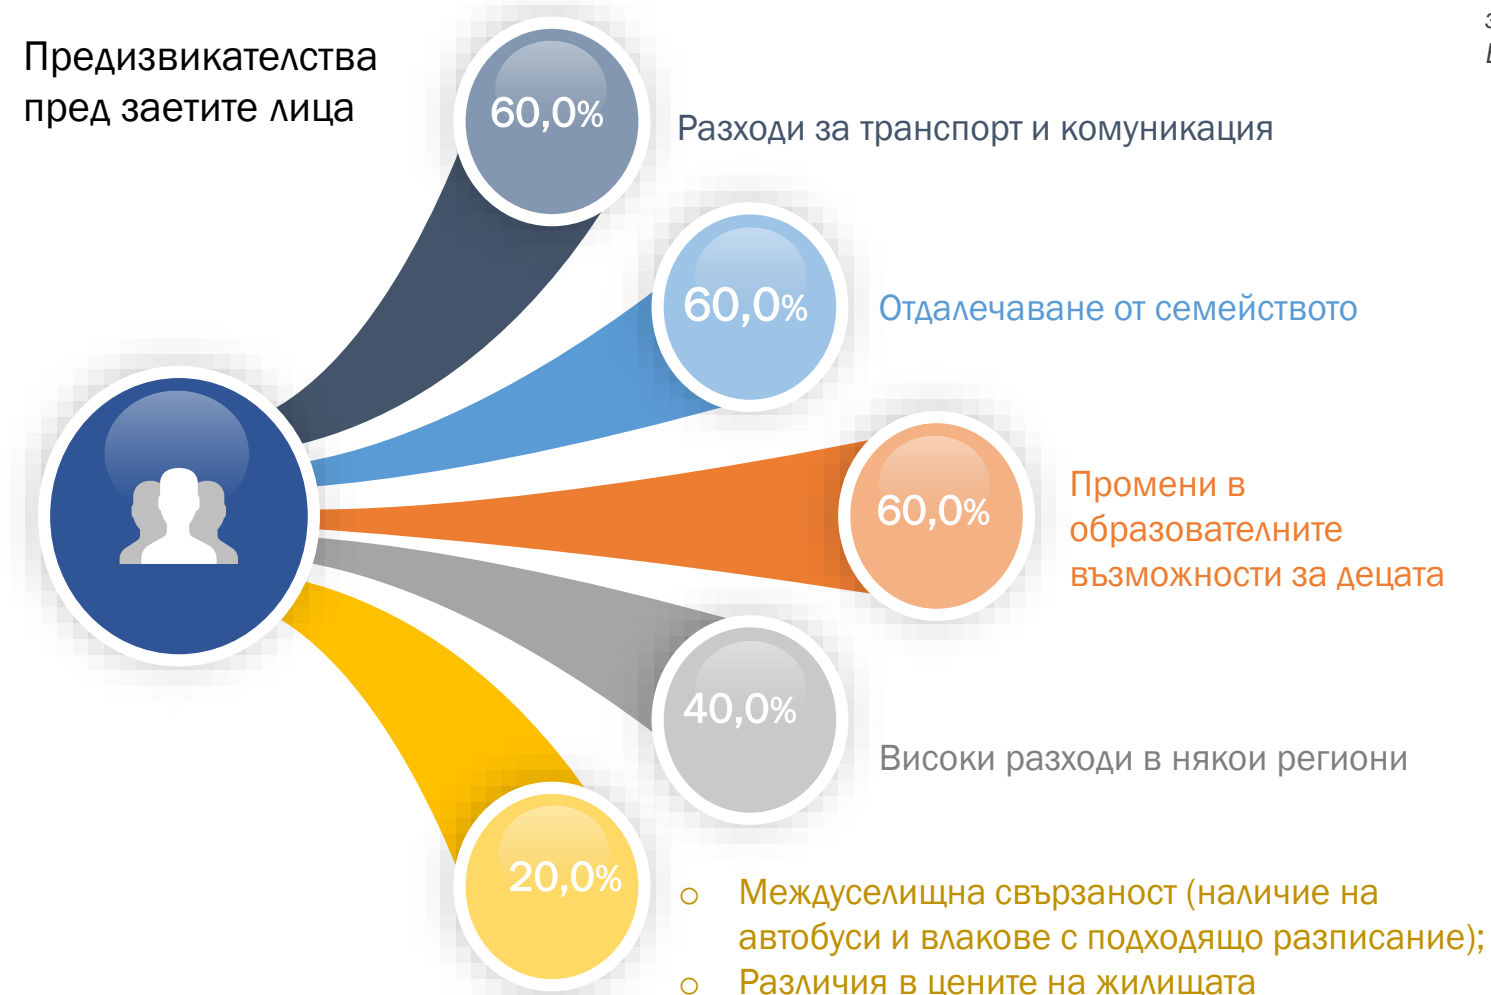 Предизвикателства
пред заетите лица
60,0%
Разходи за транспорт и комуникация
60,0%
Отдалечаване от семейството
60,0%
Промени в
образователните
възможности за децата
40,0%
Високи разходи в някои региони
20,0%
o Междуселищна свързаност (наличие на
автобуси и влакове с подходящо разписание);
o Различия в цените на жилищата